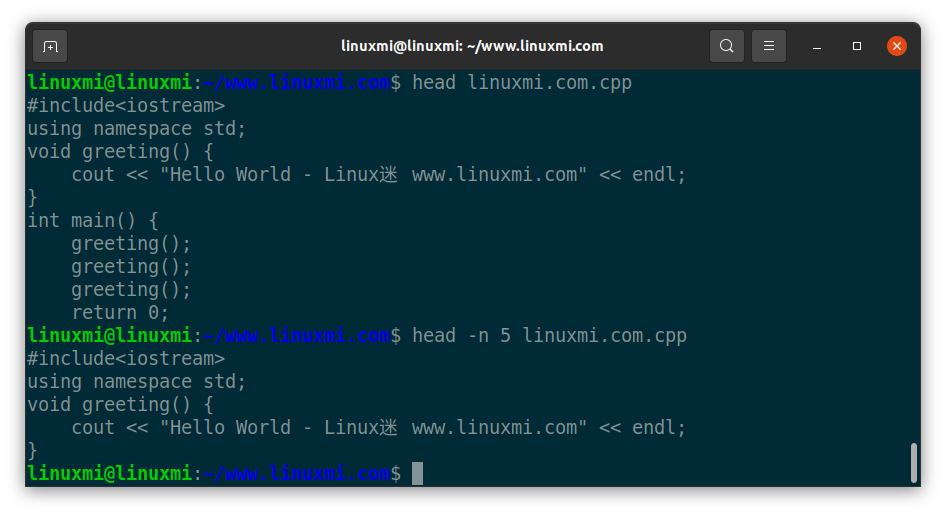 linuxmi@linuxmi: ~/www.linuxmi.com
linuxmi@linuxmi:~/www.linuxmi.com$ head linuxmi.com.cpp
#include<iostream>
using namespace std;
void greeting() {
    cout << "Hello World - Linux迷 www.linuxmi.com" << endl;
}
int main() {
    greeting();
    greeting();
    greeting();
    return 0;
linuxmi@linuxmi:~/www.linuxmi.com$ head -n 5 linuxmi.com.cpp
#include<iostream>
using namespace std;
void greeting() {
    cout << "Hello World - Linux迷 www.linuxmi.com" << endl;
}
linuxmi@linuxmi:~/www.linuxmi.com$